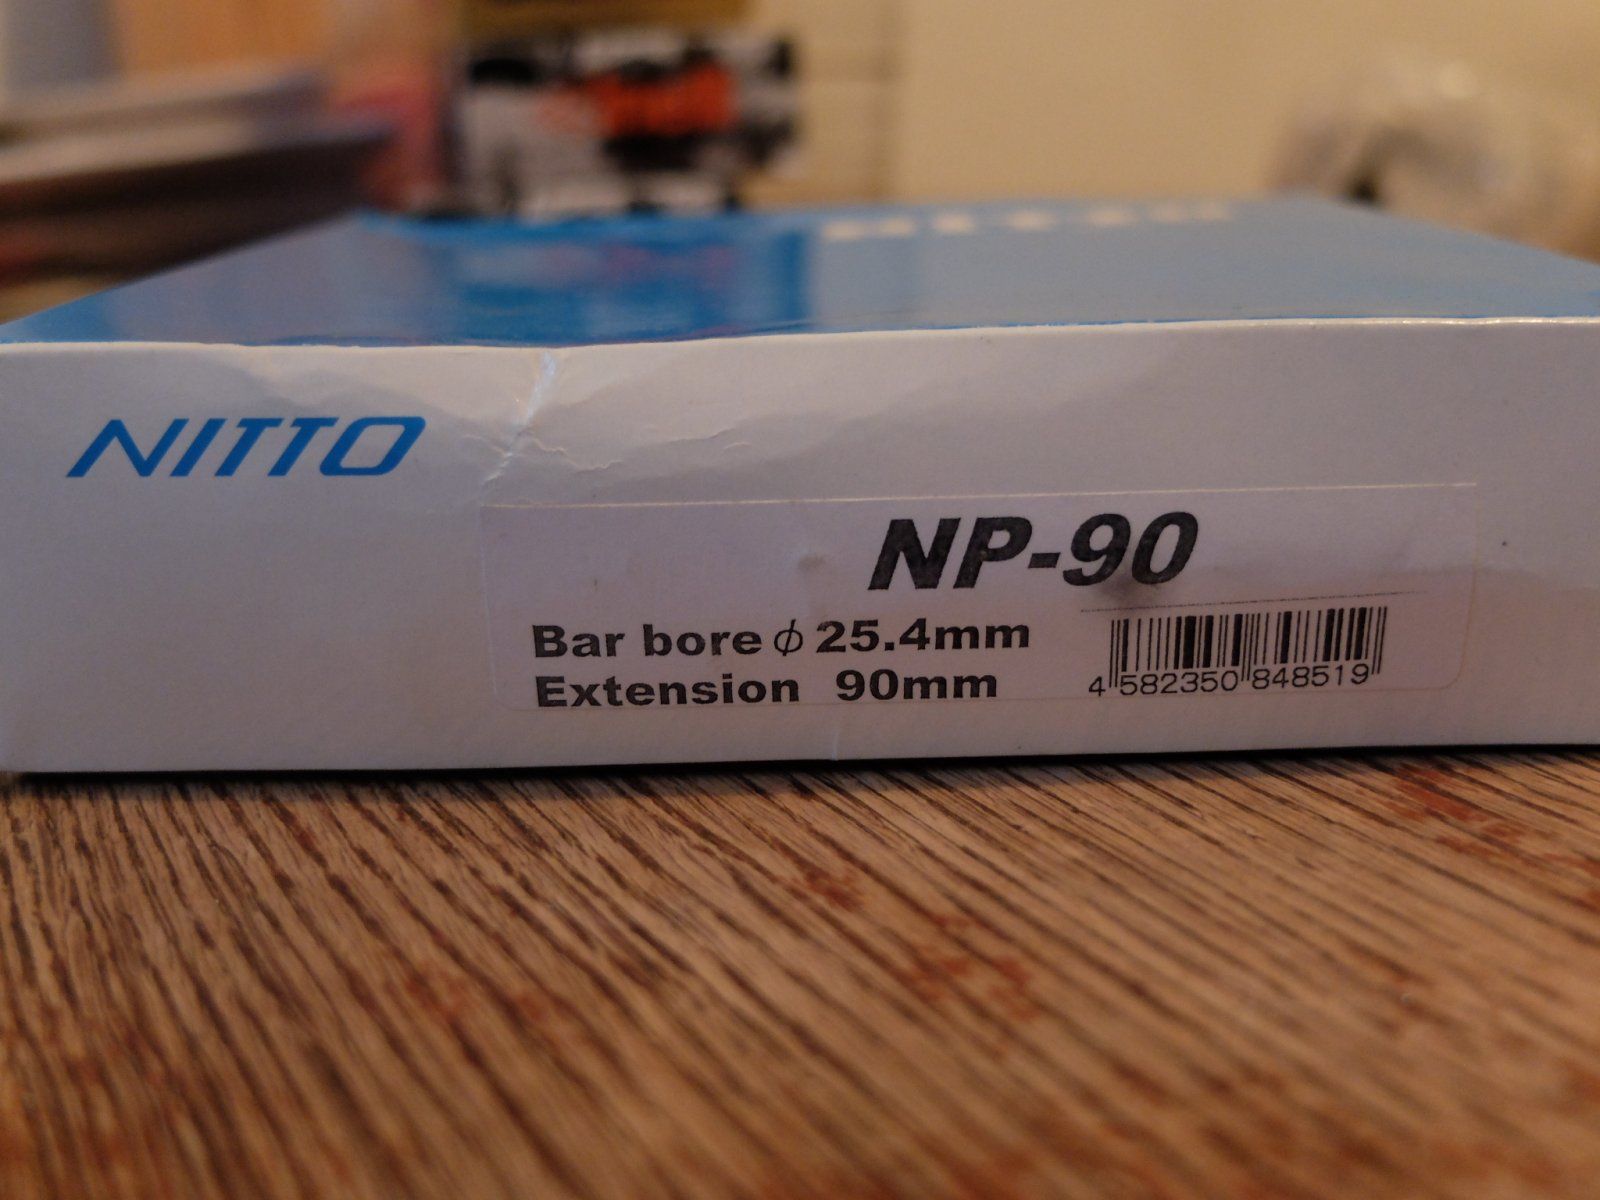 NITTO
NP-90
Bar bore ϕ 25.4mm
Extension 90mm
4 582350 848519